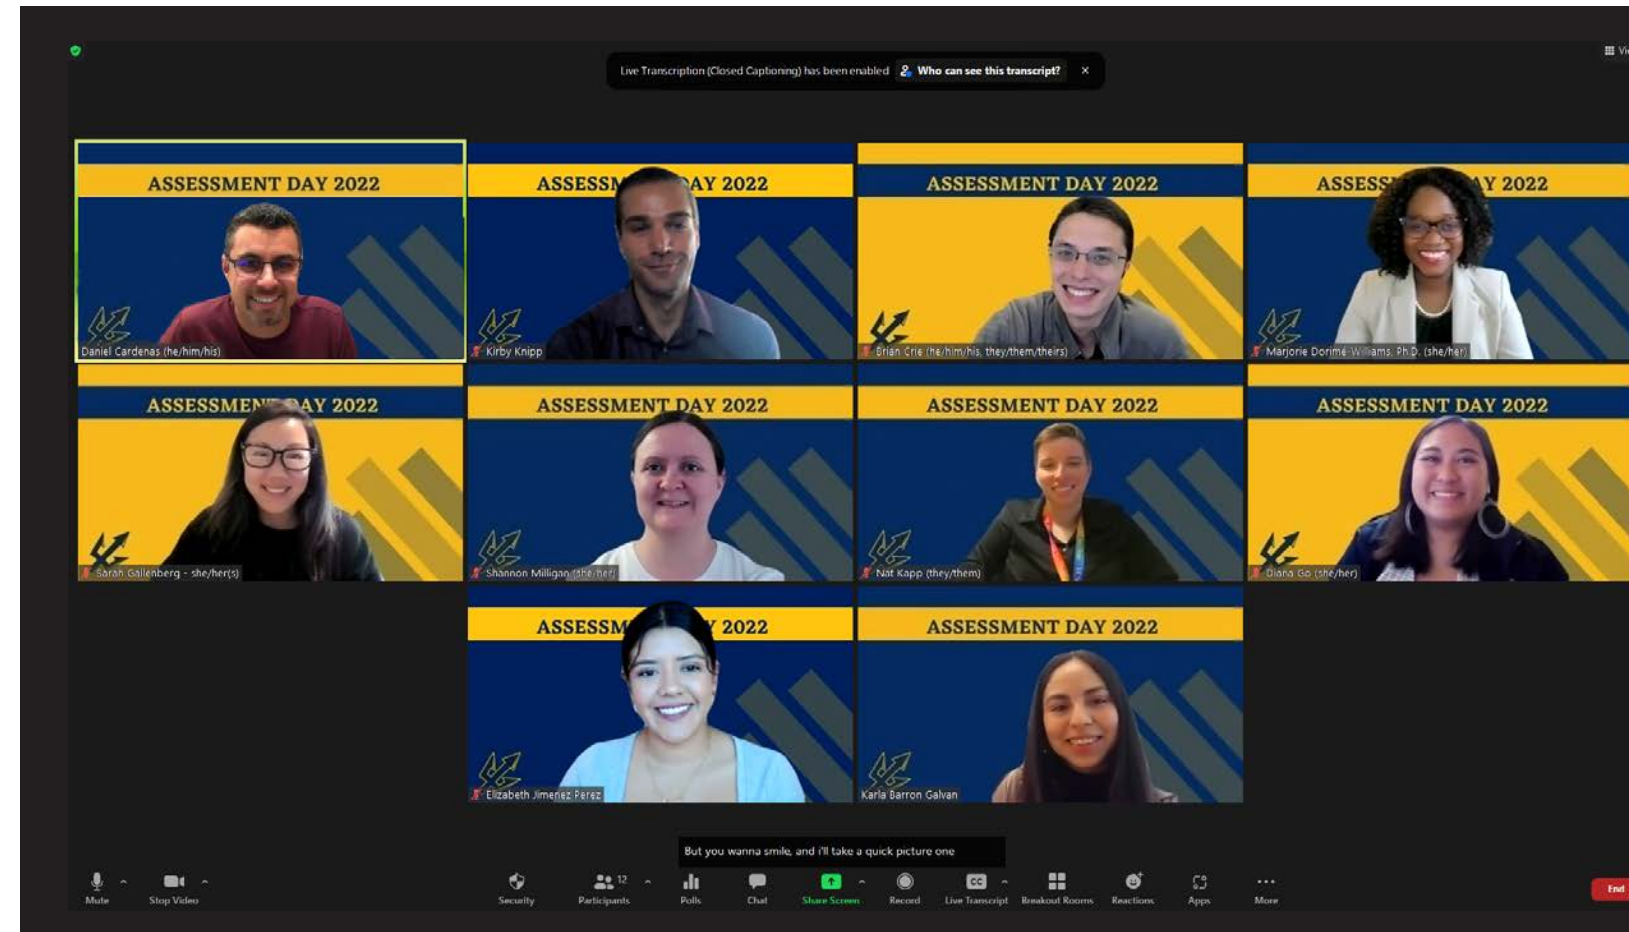 Live Transcription (Closed Captioning) has been enabled Who can see this transcript? ×
ASSESSMENT DAY 2022
ASSESSM AY 2022
ASSESSMENT DAY 2022
ASSESS Y 2022
Daniel Cardenas (he/him/his)
Kirby Knipp
Brian Crie (he/him/his, they/them/theirs)
Marjorie Dorimé-Williams, Ph.D. (she/her)
ASSESSMEN AY 2022
ASSESSMENT DAY 2022
ASSESSMENT DAY 2022
ASSESSMENT DAY 2022
Sarah Gallenberg - she/her(s)
Shannon Milligan (she/her)
Nat Kapp (they/them)
Diana Go (she/her)
ASSESSM Y 2022
ASSESSMENT DAY 2022
Elizabeth Jimenez Perez
Karla Barron Galvan
But you wanna smile, and i'll take a quick picture one
12
CC
Mute
Stop Video
Security
Participants
Polls
Chat
Share Screen
Record
Live Transcript
Breakout Rooms
Reactions
Apps
More
End